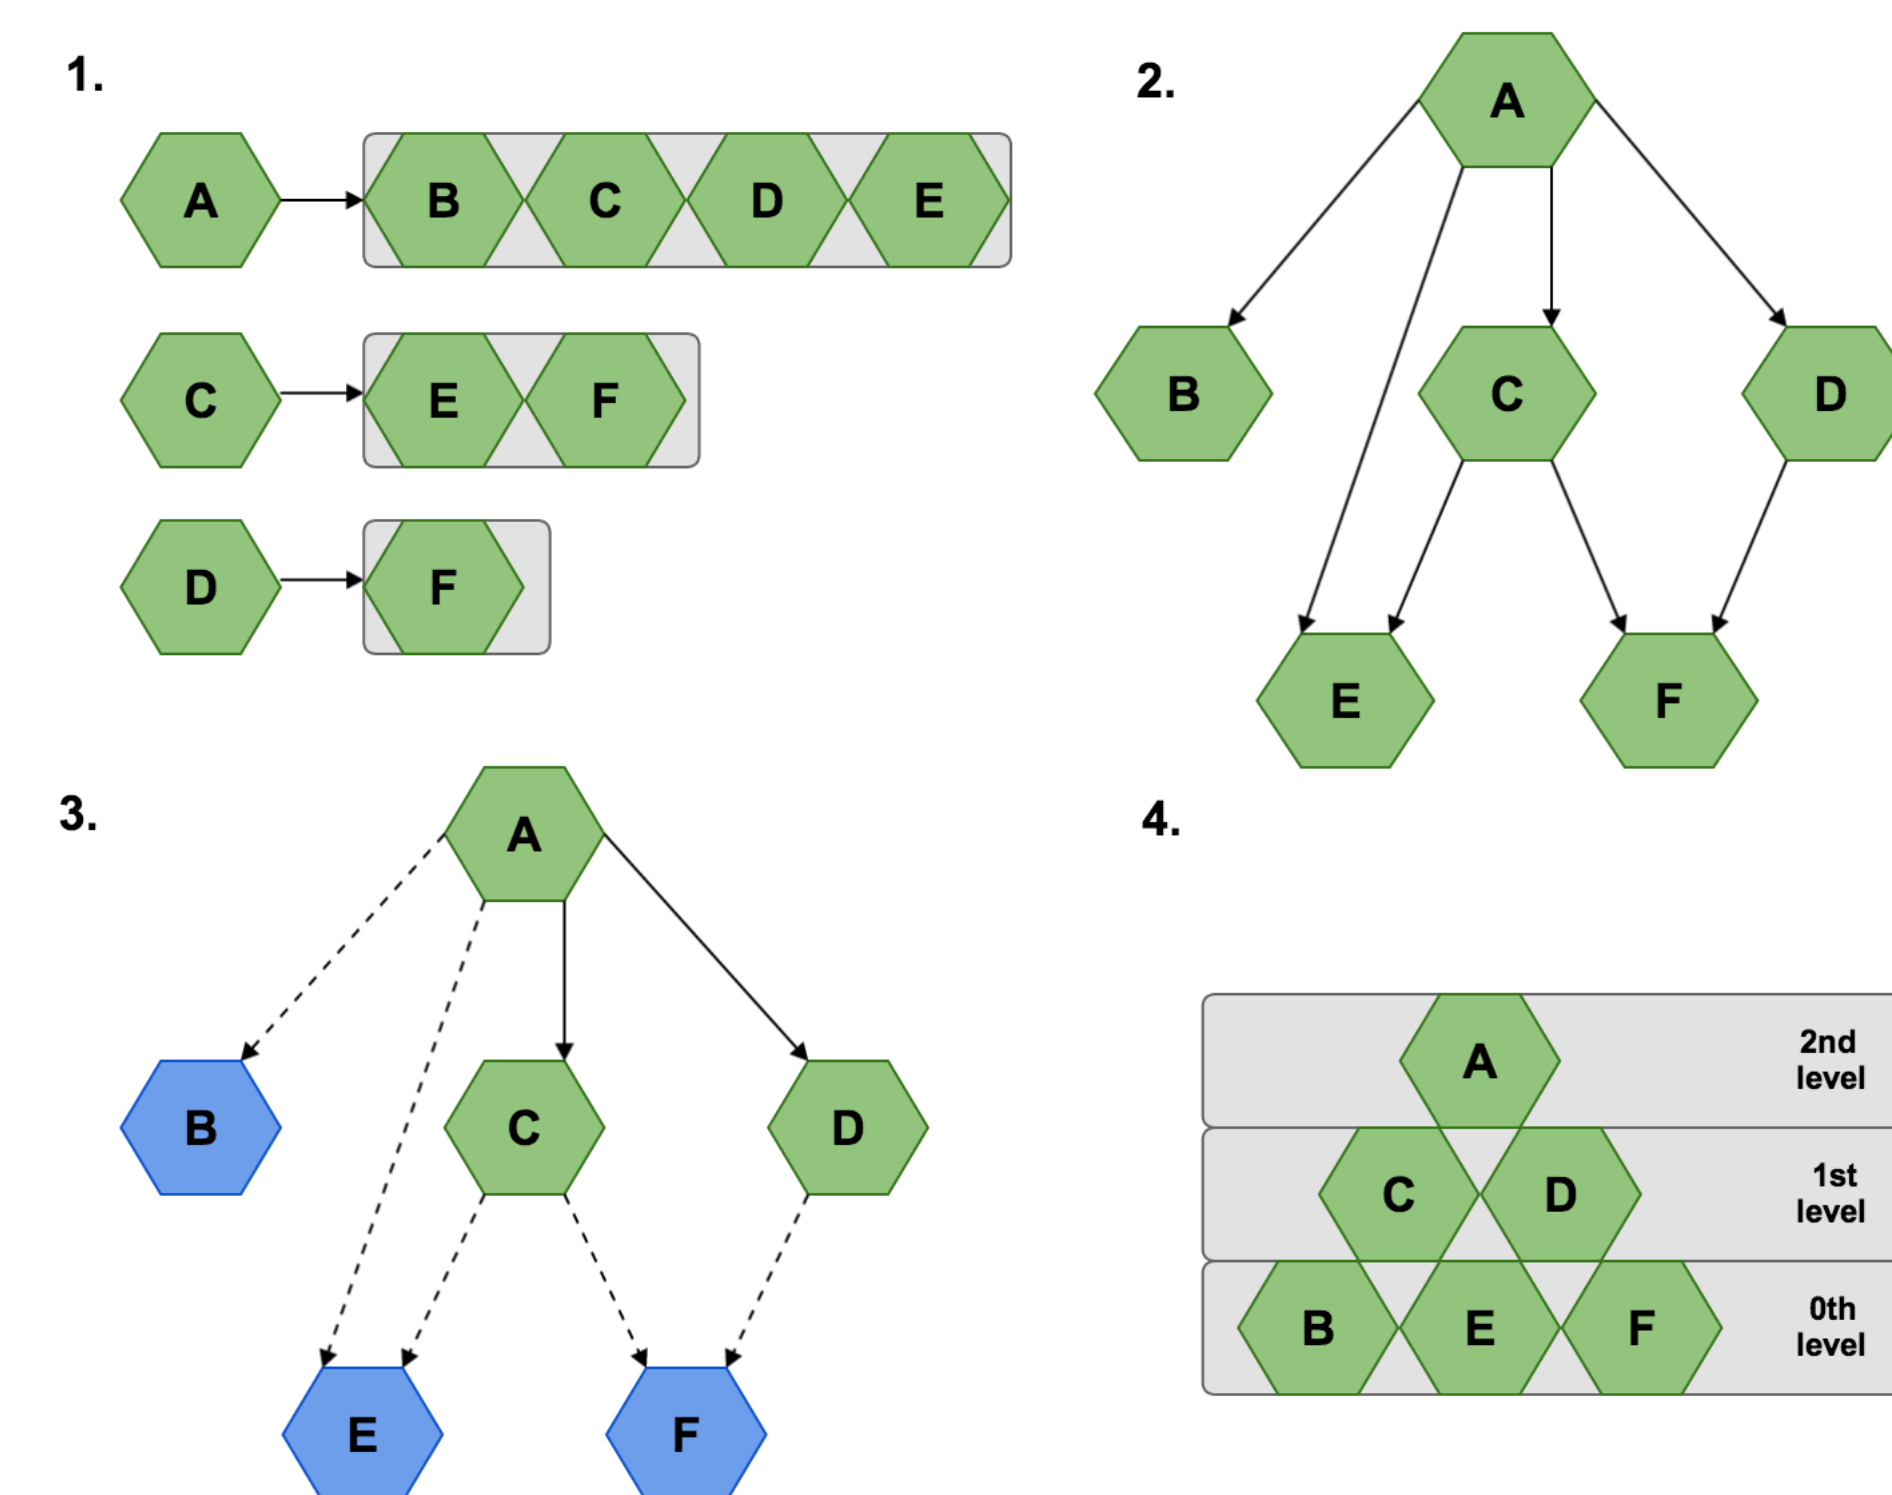 1.
A B C D E
C E F
D F
2.
A
B C D
E F
3.
A
B C D
E F
4.
A 2nd
level
C D 1st
level
B E F 0th
level